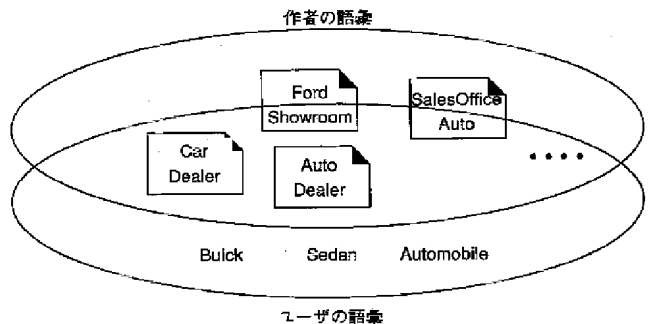 作者の語彙
Ford
Showroom
SalesOffice
Auto
Car
Dealer
Auto
Dealer
••••
Buick
Sedan
Automobile
ユーザの語彙